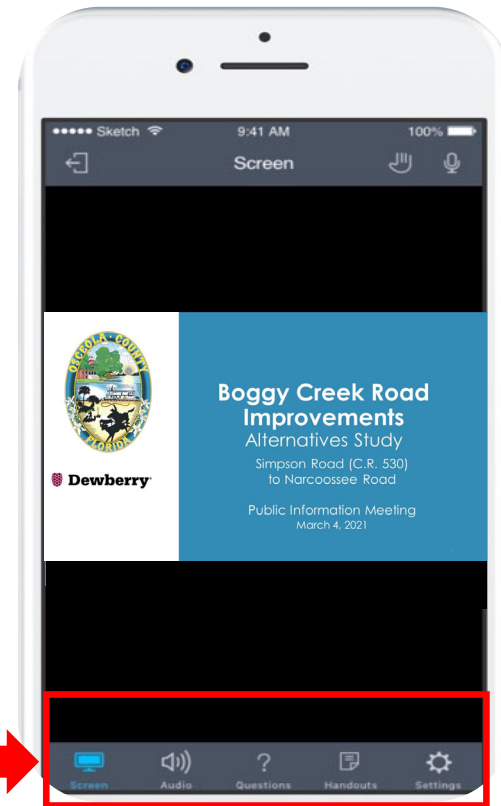 ●●●●● Sketch 9:41 AM 100%
Screen
OSCEOLA • COUNTY
FLORIDA
Dewberry
Boggy Creek Road
Improvements
Alternatives Study
Simpson Road (C.R. 530)
to Narcoossee Road
Public Information Meeting
March 4, 2021
Screen Audio Questions Handouts Settings